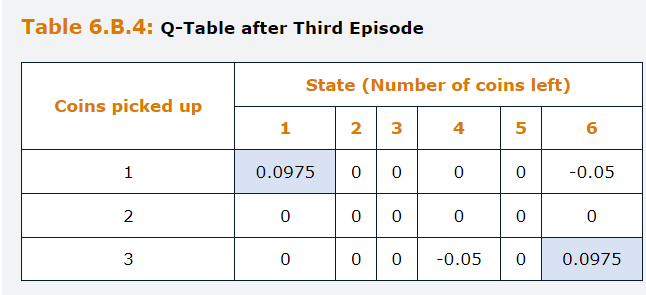 Table 6.B.4: Q-Table after Third Episode
Coins picked up
State (Number of coins left)
1 2 3 4 5 6
1 0.0975 0 0 0 0 -0.05
2 0 0 0 0 0 0
3 0 0 0 -0.05 0 0.0975